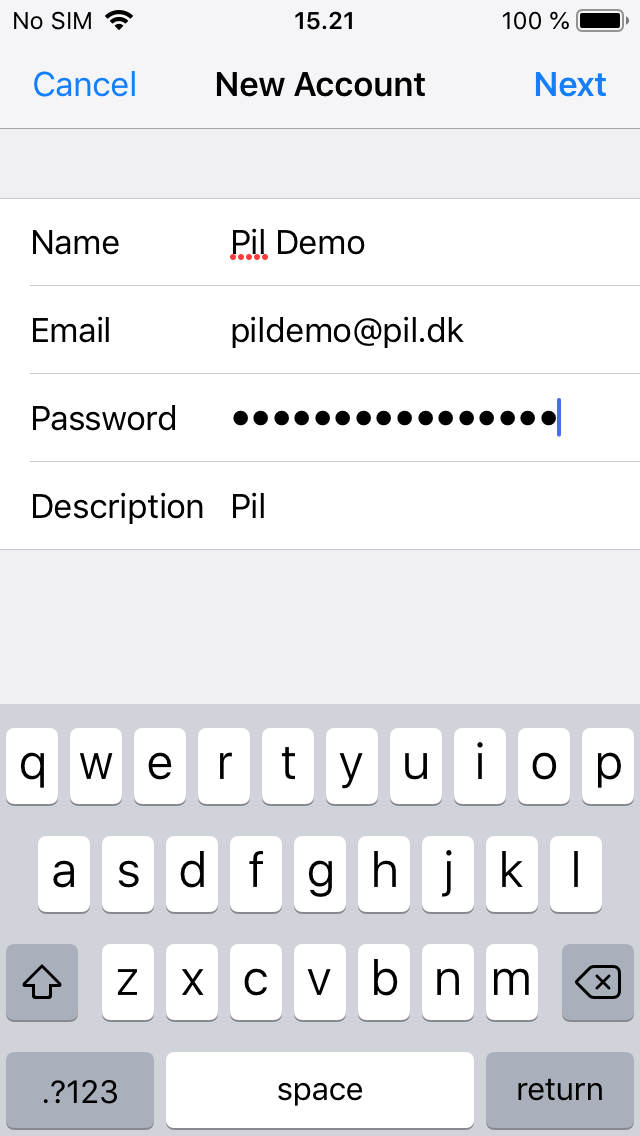 No SIM 15.21 100 %
Cancel New Account Next
Name Pil Demo
Email pildemo@pil.dk
Password ●●●●●●●●●●●●●●●●
Description Pil
q w e r t y u i o p
a s d f g h j k l
z x c v b n m
.?123 space return